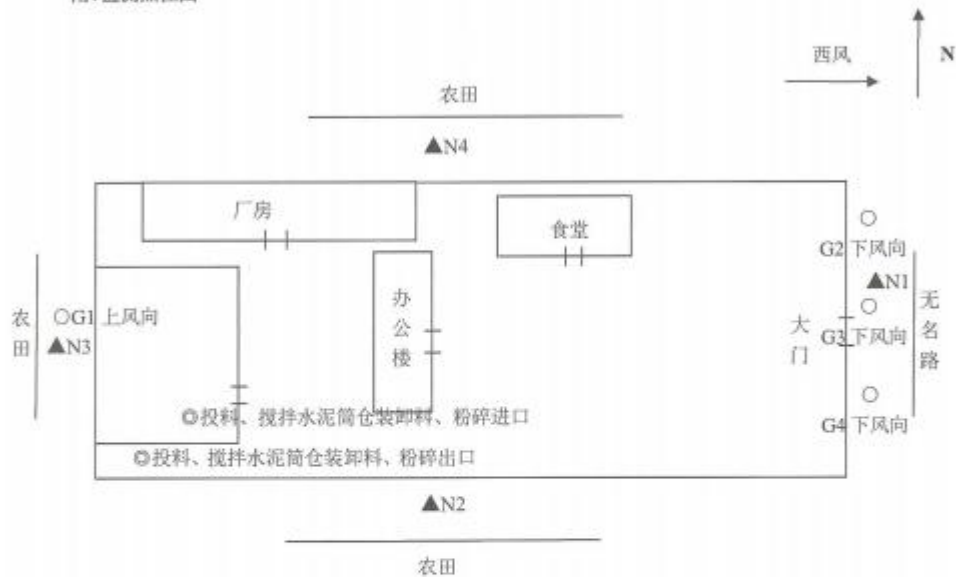 西风
N
农田
▲N4
厂房
食堂
G2 下风向
▲N1
农田
○G1 上风向
▲N3
办公楼
大门
G3 下风向
无名路
◎投料、搅拌水泥筒仓装卸料、粉碎进口
G4 下风向
◎投料、搅拌水泥筒仓装卸料、粉碎出口
▲N2
农田